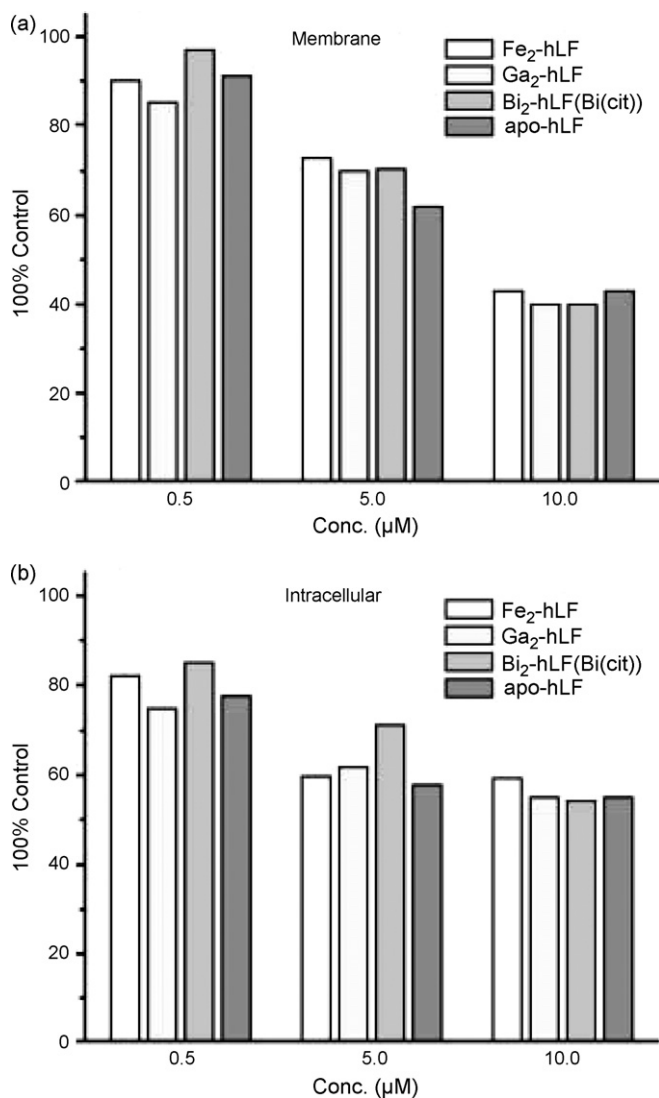 (a)
Membrane
Fe₂-hLF
Ga₂-hLF
Bi₂-hLF(Bi(cit))
apo-hLF
100% Control
100
80
60
40
20
0
0.5 5.0 10.0
Conc. (µM)
(b)
Intracellular
Fe₂-hLF
Ga₂-hLF
Bi₂-hLF(Bi(cit))
apo-hLF
100% Control
100
80
60
40
20
0
0.5 5.0 10.0
Conc. (µM)